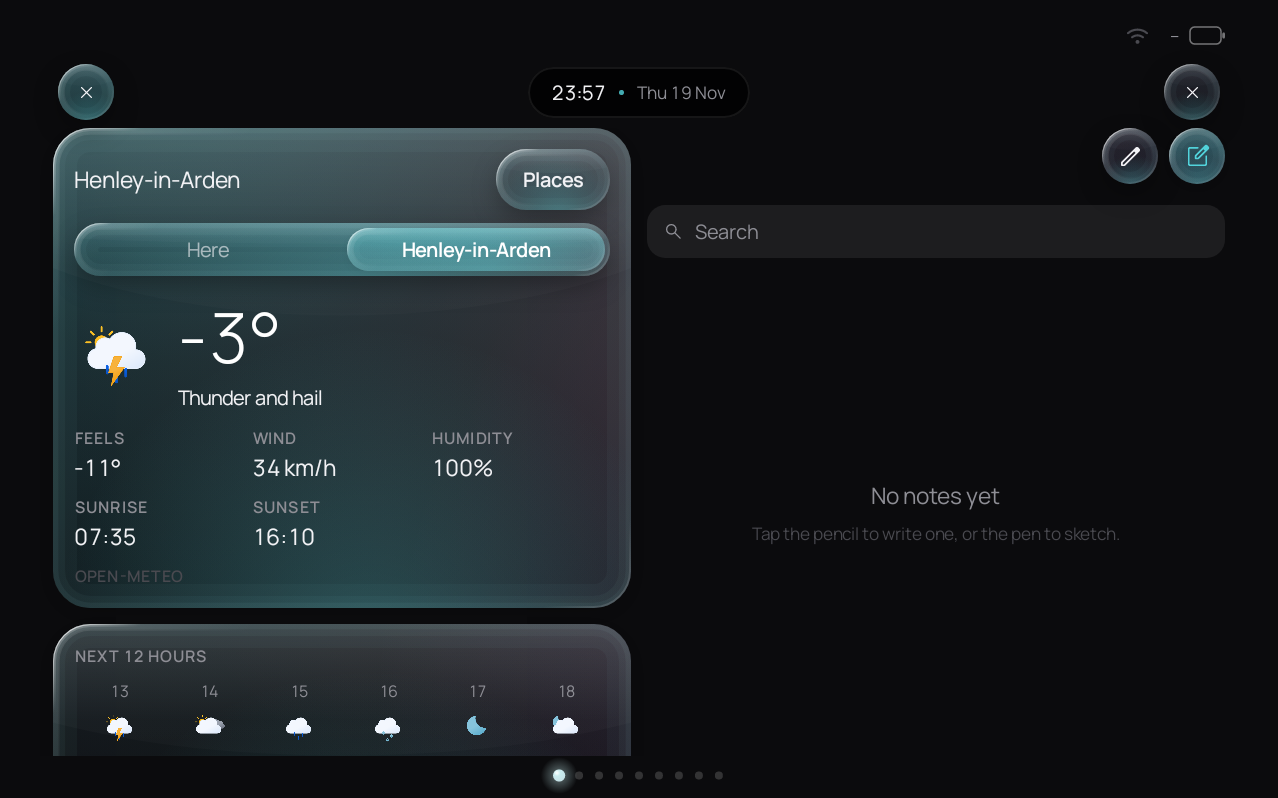 –
23:57 • Thu 19 Nov
Henley-in-Arden
Places
Here
Henley-in-Arden
Search
-3°
Thunder and hail
FEELS
WIND
HUMIDITY
-11°
34 km/h
100%
SUNRISE
SUNSET
07:35
16:10
OPEN-METEO
No notes yet
Tap the pencil to write one, or the pen to sketch.
NEXT 12 HOURS
13 14 15 16 17 18